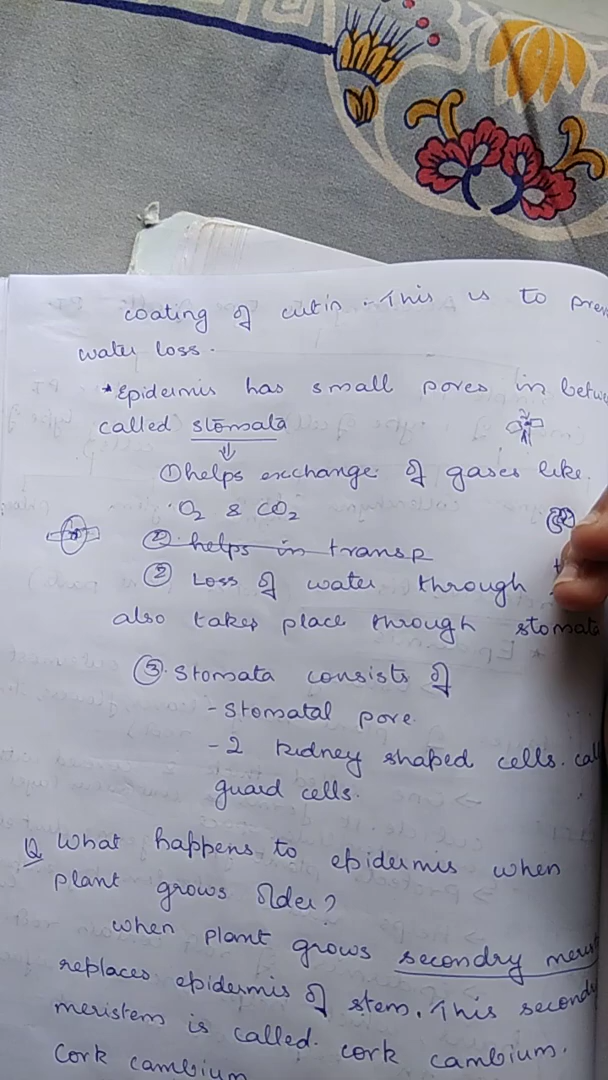 coating of cutin. This is to
water loss.
*Epidermis has small pores in
called stomata
① helps exchange of gases like
O2 & CO2
② helps in transp
② Loss of water through
also takes place through
③ Stomata consists of
- Stomatal pore
- 2 kidney shaped cells.
guard cells.
Q What happens to epidermis when
plant grows older?
when plant grows secondry
replaces epidermis of stem. This
meristem is called cork cambium.
Cork cambium